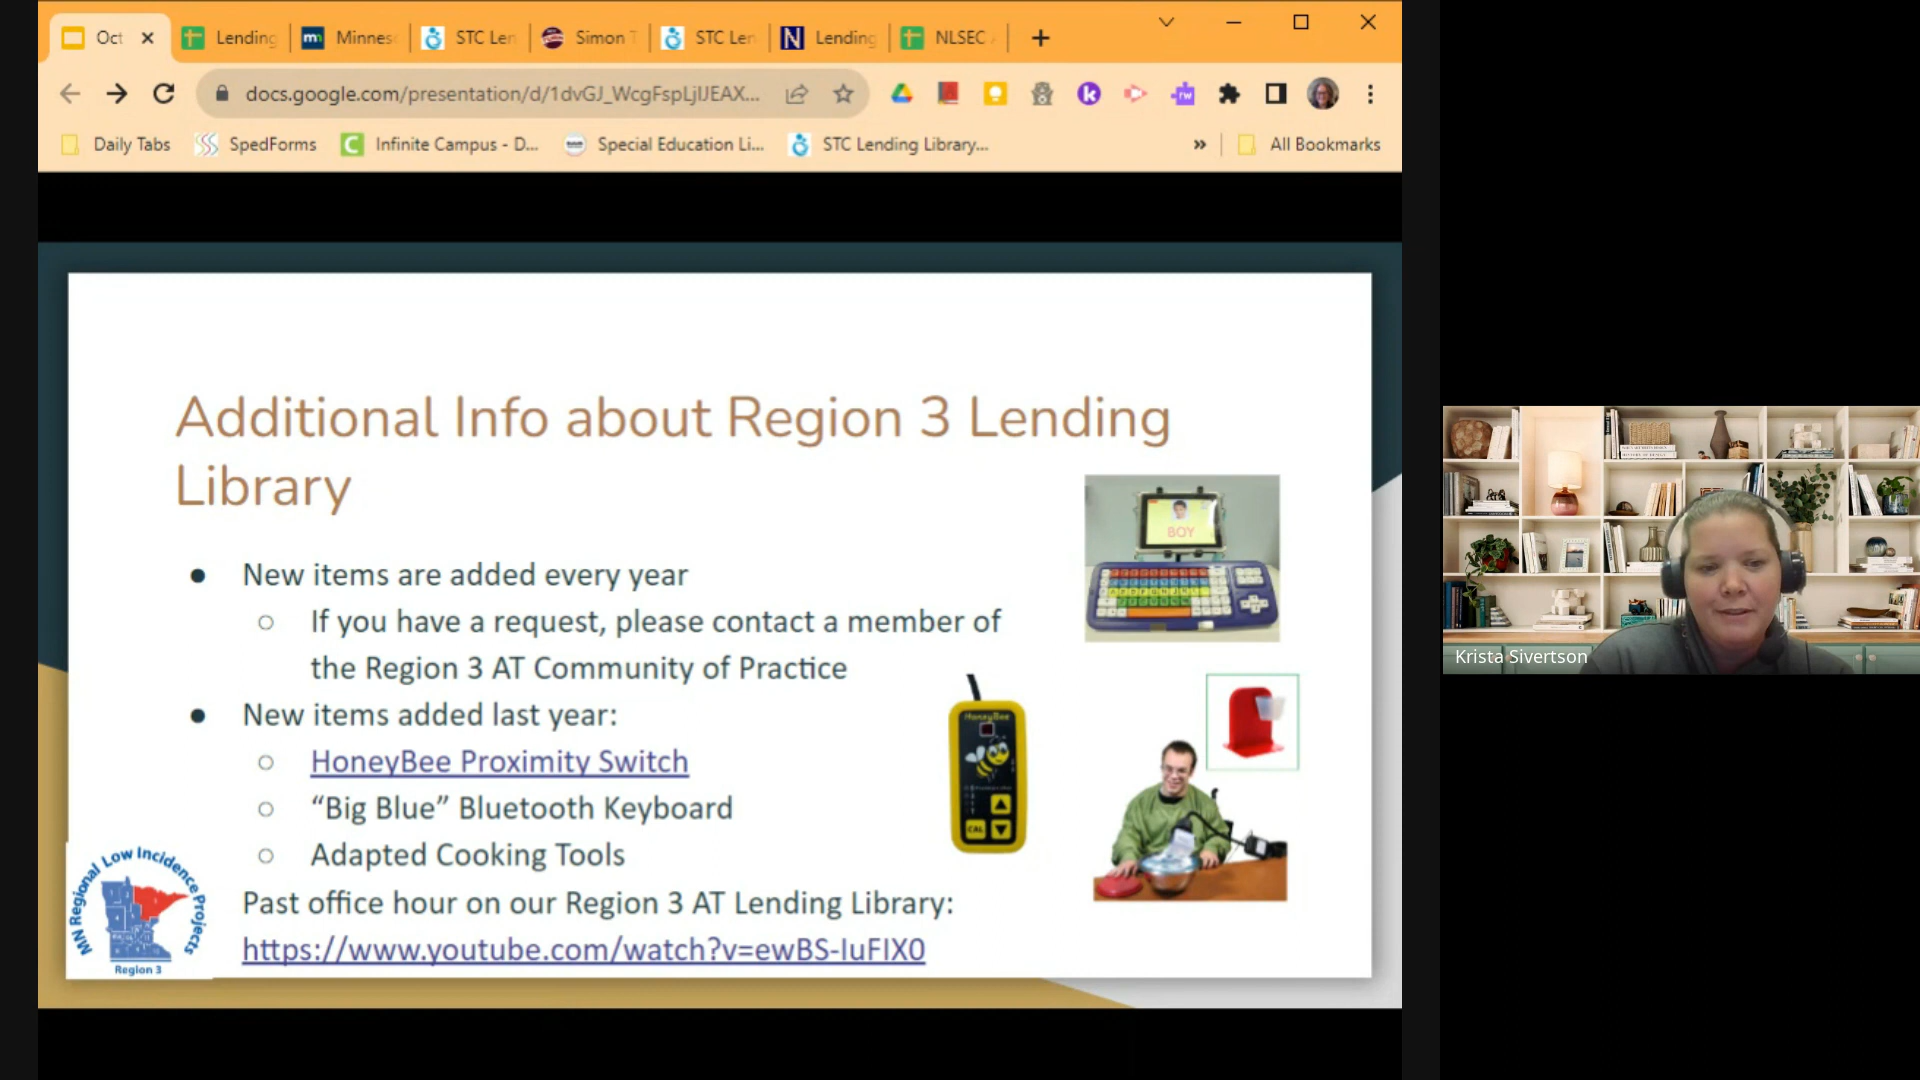 Oct
Lending
Minnes
STC Len
Simon T
STC Len
Lending
NLSEC
docs.google.com/presentation/d/1dvGJ_WcgFspLjIJEAX...
Daily Tabs
SpedForms
Infinite Campus - D...
Special Education Li...
STC Lending Library...
»
All Bookmarks
Additional Info about Region 3 Lending
Library
BOY
● New items are added every year
○ If you have a request, please contact a member of
the Region 3 AT Community of Practice
● New items added last year:
○ HoneyBee Proximity Switch
○ “Big Blue” Bluetooth Keyboard
○ Adapted Cooking Tools
Past office hour on our Region 3 AT Lending Library:
https://www.youtube.com/watch?v=ewBS-IuFIX0
HoneyBee
CAL
MN Regional Low Incidence Projects
Region 3
Krista Sivertson